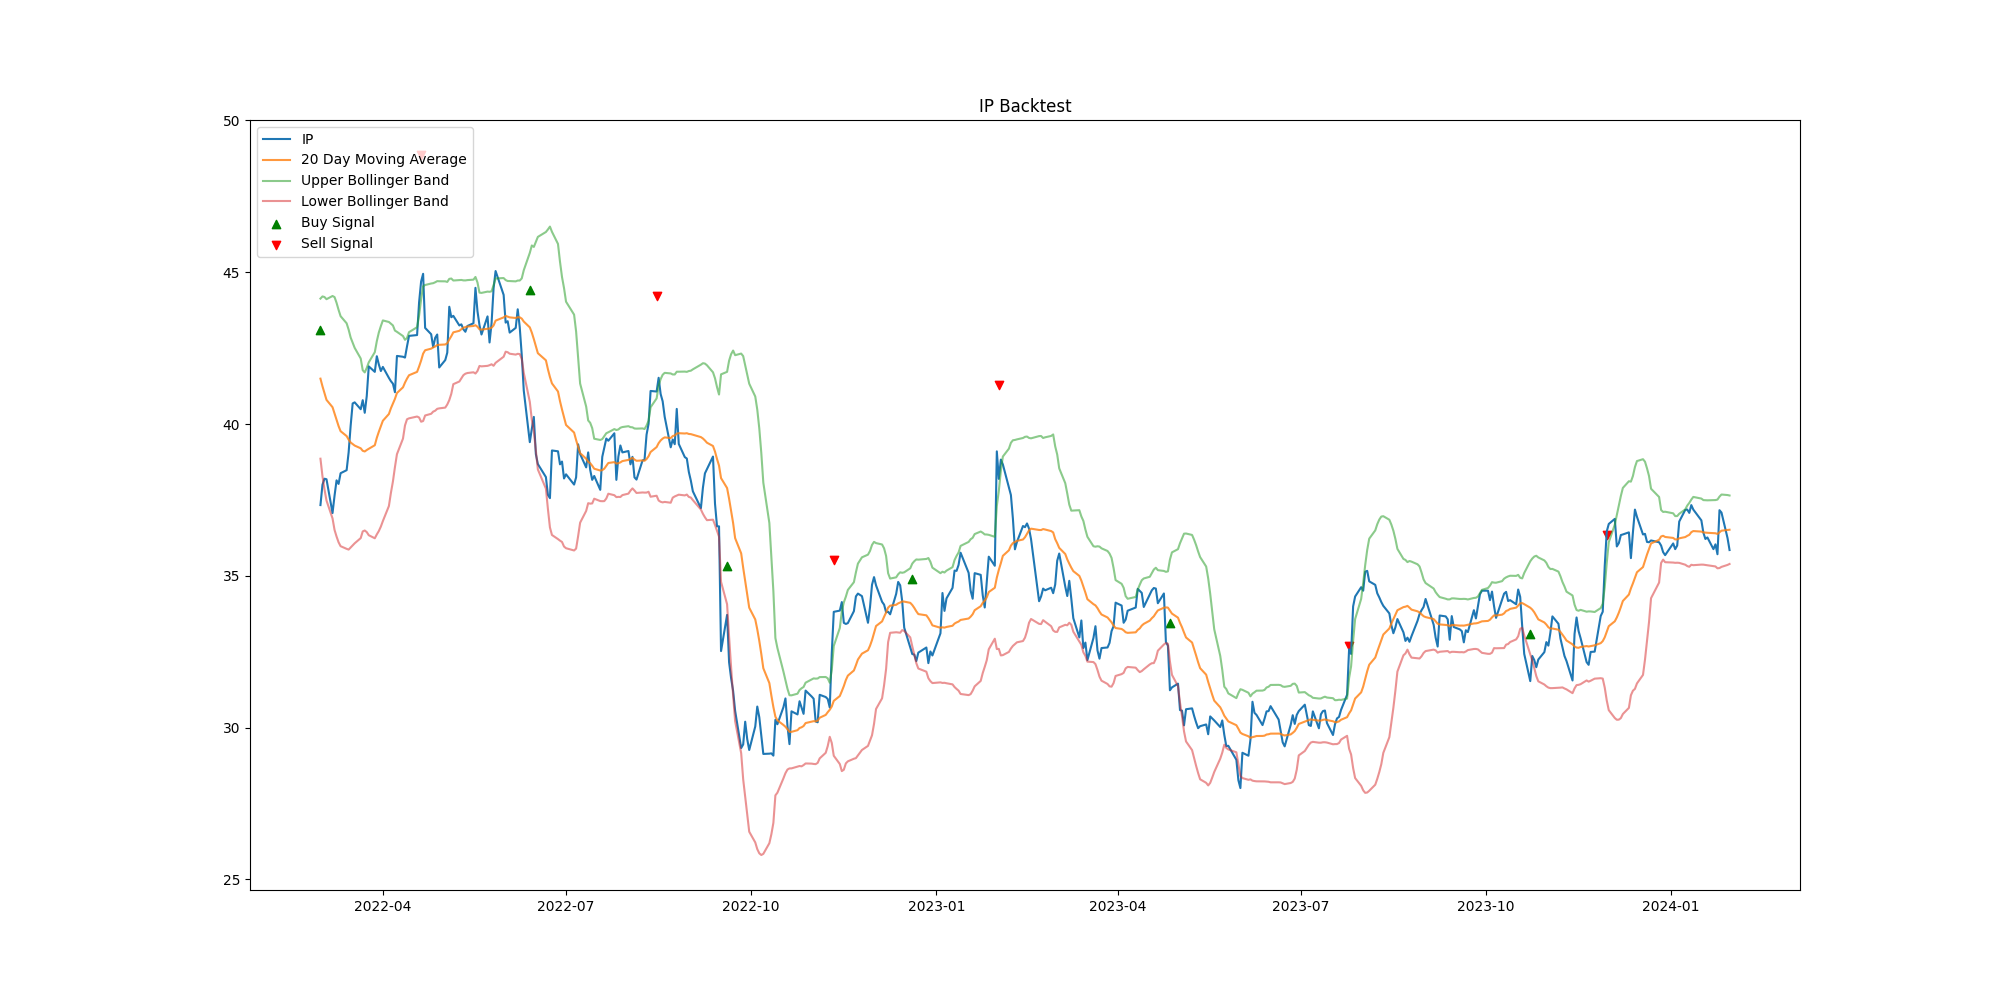 IP Backtest
50
45
40
35
30
25
IP
20 Day Moving Average
Upper Bollinger Band
Lower Bollinger Band
Buy Signal
Sell Signal
2022-04
2022-07
2022-10
2023-01
2023-04
2023-07
2023-10
2024-01